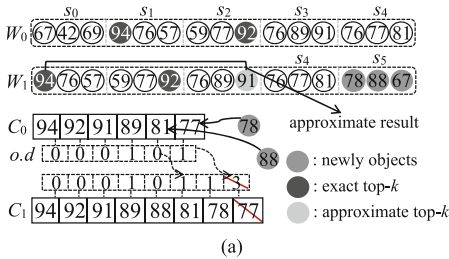 s₀ s₁ s₂ s₃ s₄
W₀ 67 42 69 94 76 57 59 77 92 76 89 91 76 77 81
s₄ s₅
W₁ 94 76 57 59 77 92 76 89 91 76 77 81 78 88 67
approximate result
C₀ 94 92 91 89 81 77 78
o.d 0 0 0 1 0 1
88
: newly objects
0 0 0 1 0 1 1
: exact top-k
C₁ 94 92 91 89 88 81 78 77
: approximate top-k
(a)